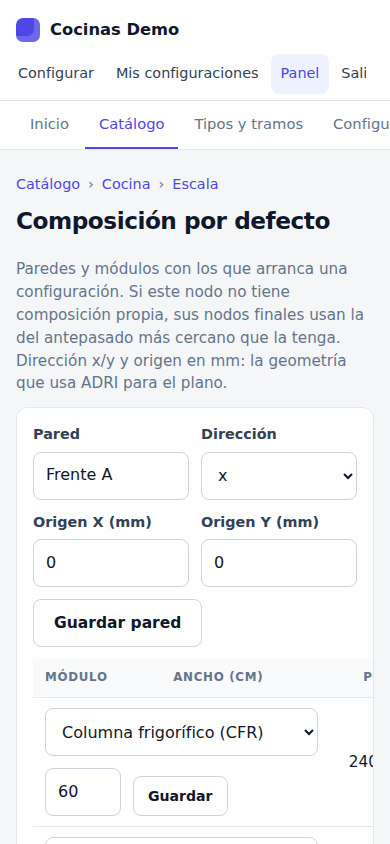 Cocinas Demo
Configurar Mis configuraciones Panel Sali
Inicio Catálogo Tipos y tramos Configu
Catálogo › Cocina › Escala
Composición por defecto
Paredes y módulos con los que arranca una
configuración. Si este nodo no tiene
composición propia, sus nodos finales usan la
del antepasado más cercano que la tenga.
Dirección x/y y origen en mm: la geometría
que usa ADRI para el plano.
Pared Dirección
Frente A x
Origen X (mm) Origen Y (mm)
0 0
Guardar pared
MÓDULO ANCHO (CM) P
Columna frigorífico (CFR)
240
60 Guardar